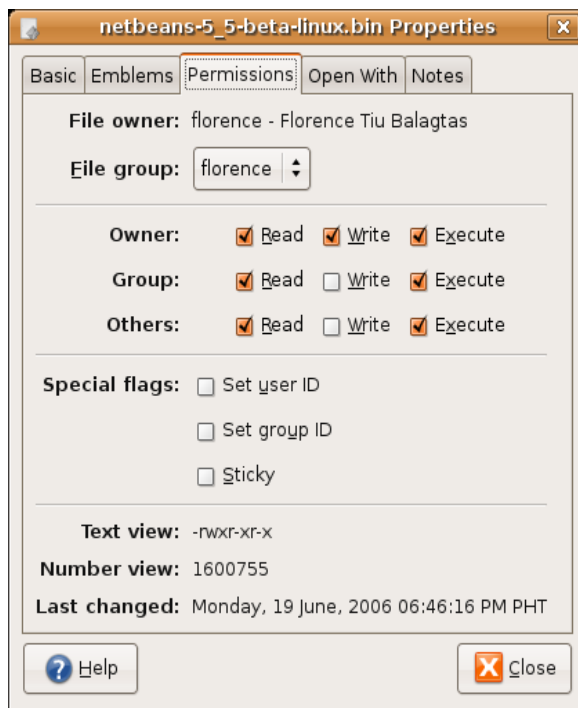 netbeans-5_5-beta-linux.bin Properties
Basic Emblems Permissions Open With Notes
File owner: florence - Florence Tiu Balagtas
File group: florence
Owner: Read Write Execute
Group: Read Write Execute
Others: Read Write Execute
Special flags: Set user ID
Set group ID
Sticky
Text view: -rwxr-xr-x
Number view: 1600755
Last changed: Monday, 19 June, 2006 06:46:16 PM PHT
Help Close